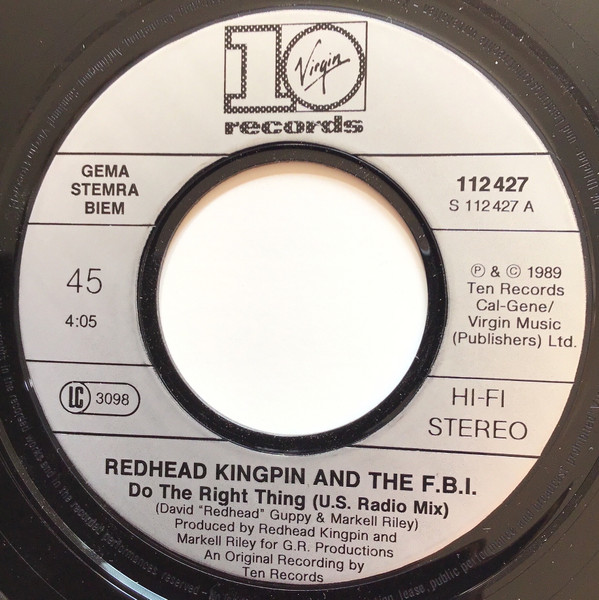 10
Virgin
records
GEMA
STEMRA
BIEM
112 427
S 112 427 A
45
4:05
℗ & © 1989
Ten Records
Cal-Gene/
Virgin Music
(Publishers) Ltd.
LC 3098
HI-FI
STEREO
REDHEAD KINGPIN AND THE F.B.I.
Do The Right Thing (U.S. Radio Mix)
(David "Redhead" Guppy & Markell Riley)
Produced by Redhead Kingpin and
Markell Riley for G.R. Productions
An Original Recording by
Ten Records